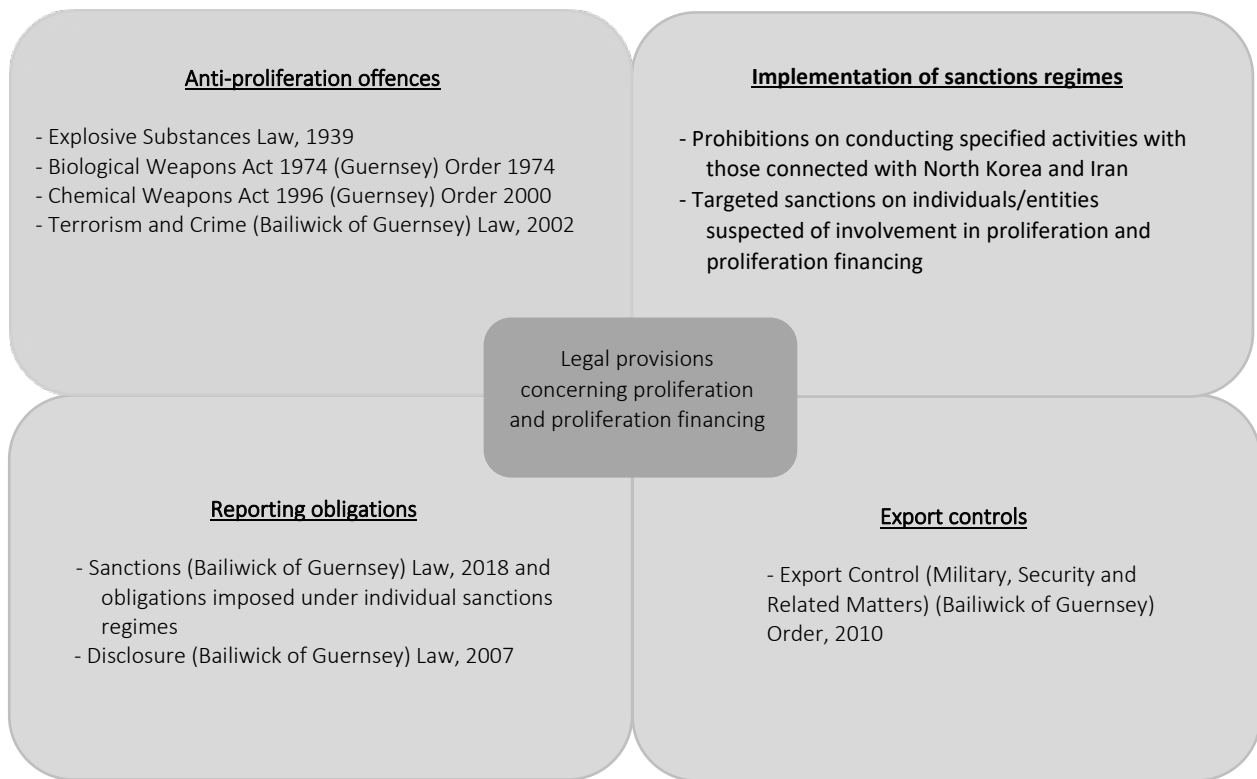 Anti-proliferation offences
- Explosive Substances Law, 1939
- Biological Weapons Act 1974 (Guernsey) Order 1974
- Chemical Weapons Act 1996 (Guernsey) Order 2000
- Terrorism and Crime (Bailiwick of Guernsey) Law, 2002
Implementation of sanctions regimes
- Prohibitions on conducting specified activities with
those connected with North Korea and Iran
- Targeted sanctions on individuals/entities
suspected of involvement in proliferation and
proliferation financing
Legal provisions
concerning proliferation
and proliferation financing
Reporting obligations
- Sanctions (Bailiwick of Guernsey) Law, 2018 and
obligations imposed under individual sanctions
regimes
- Disclosure (Bailiwick of Guernsey) Law, 2007
Export controls
- Export Control (Military, Security and
Related Matters) (Bailiwick of Guernsey)
Order, 2010